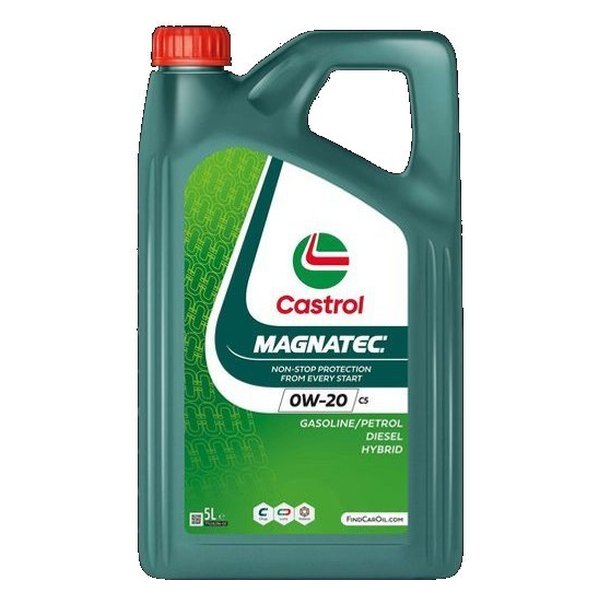 Castrol
MAGNATEC
NON-STOP PROTECTION
FROM EVERY START
0W-20 C5
GASOLINE/PETROL
DIESEL
HYBRID
5L e
FINDCAROIL.COM